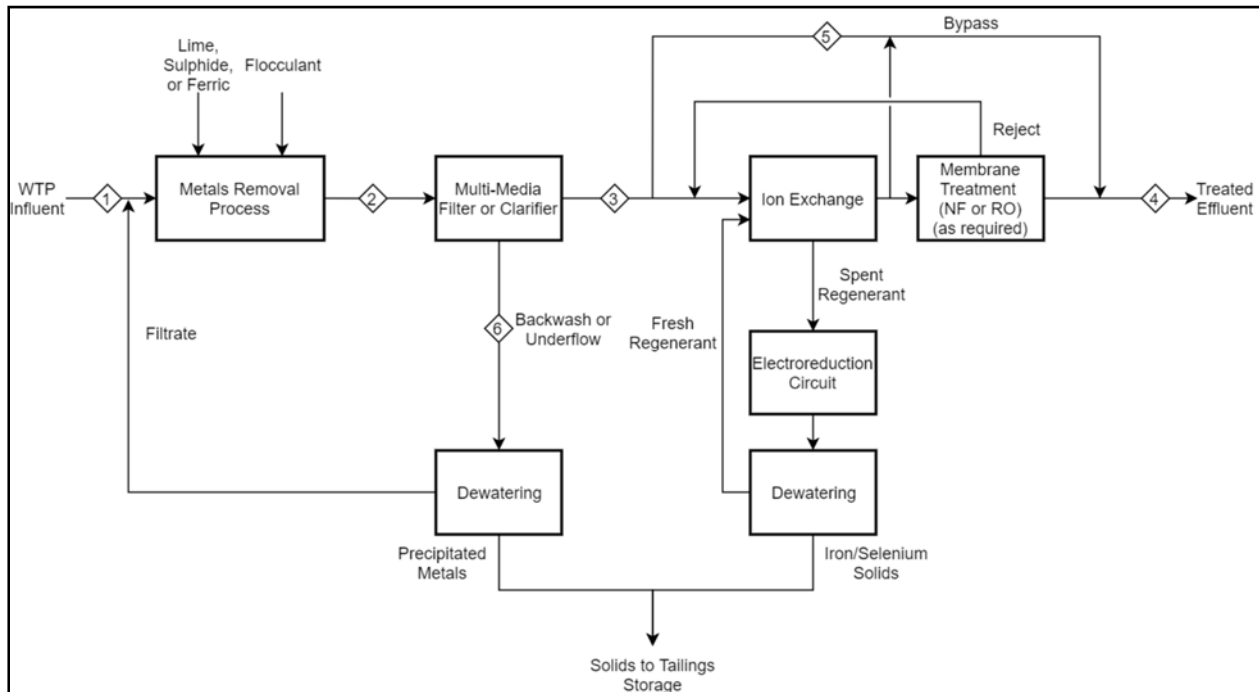 Lime,
Sulphide,
or Ferric
Flocculant
5
Bypass
Reject
WTP
Influent
1
Metals Removal
Process
2
Multi-Media
Filter or Clarifier
3
Ion Exchange
Membrane
Treatment
(NF or RO)
(as required)
4
Treated
Effluent
Filtrate
6
Backwash or
Underflow
Fresh
Regenerant
Spent
Regenerant
Electroreduction
Circuit
Dewatering
Dewatering
Precipitated
Metals
Iron/Selenium
Solids
Solids to Tailings
Storage